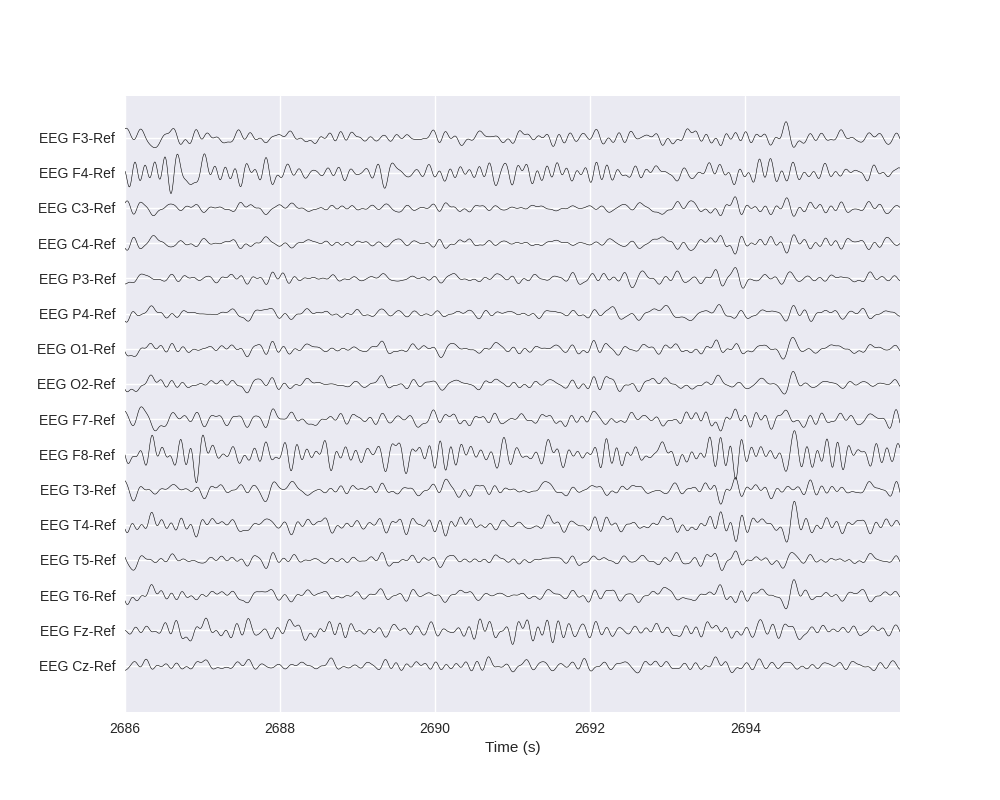 EEG F3-Ref
EEG F4-Ref
EEG C3-Ref
EEG C4-Ref
EEG P3-Ref
EEG P4-Ref
EEG O1-Ref
EEG O2-Ref
EEG F7-Ref
EEG F8-Ref
EEG T3-Ref
EEG T4-Ref
EEG T5-Ref
EEG T6-Ref
EEG Fz-Ref
EEG Cz-Ref
2686 2688 2690 2692 2694
Time (s)